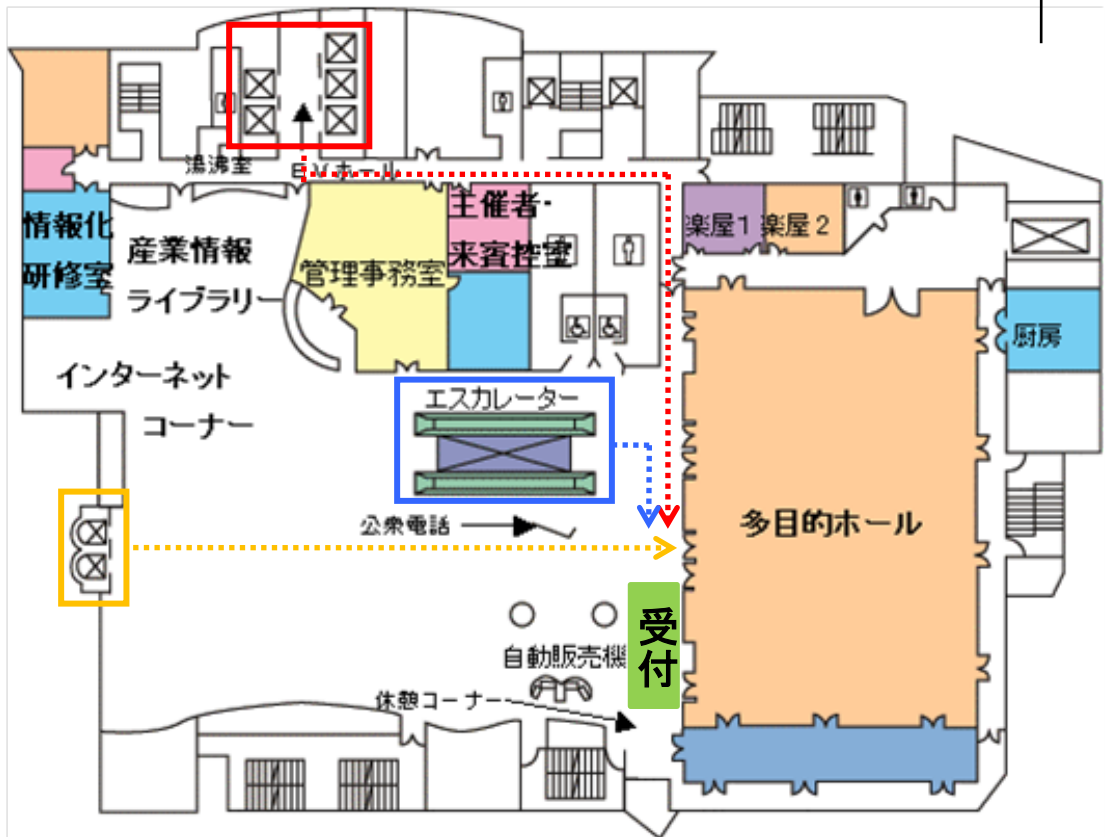 湯沸室
EVホール
情報化
研修室
産業情報
ライブラリー
管理事務室
主催者・
来賓控室
楽屋1
楽屋2
厨房
インターネット
コーナー
エスカレーター
公衆電話
多目的ホール
受付
自動販売機
休憩コーナー